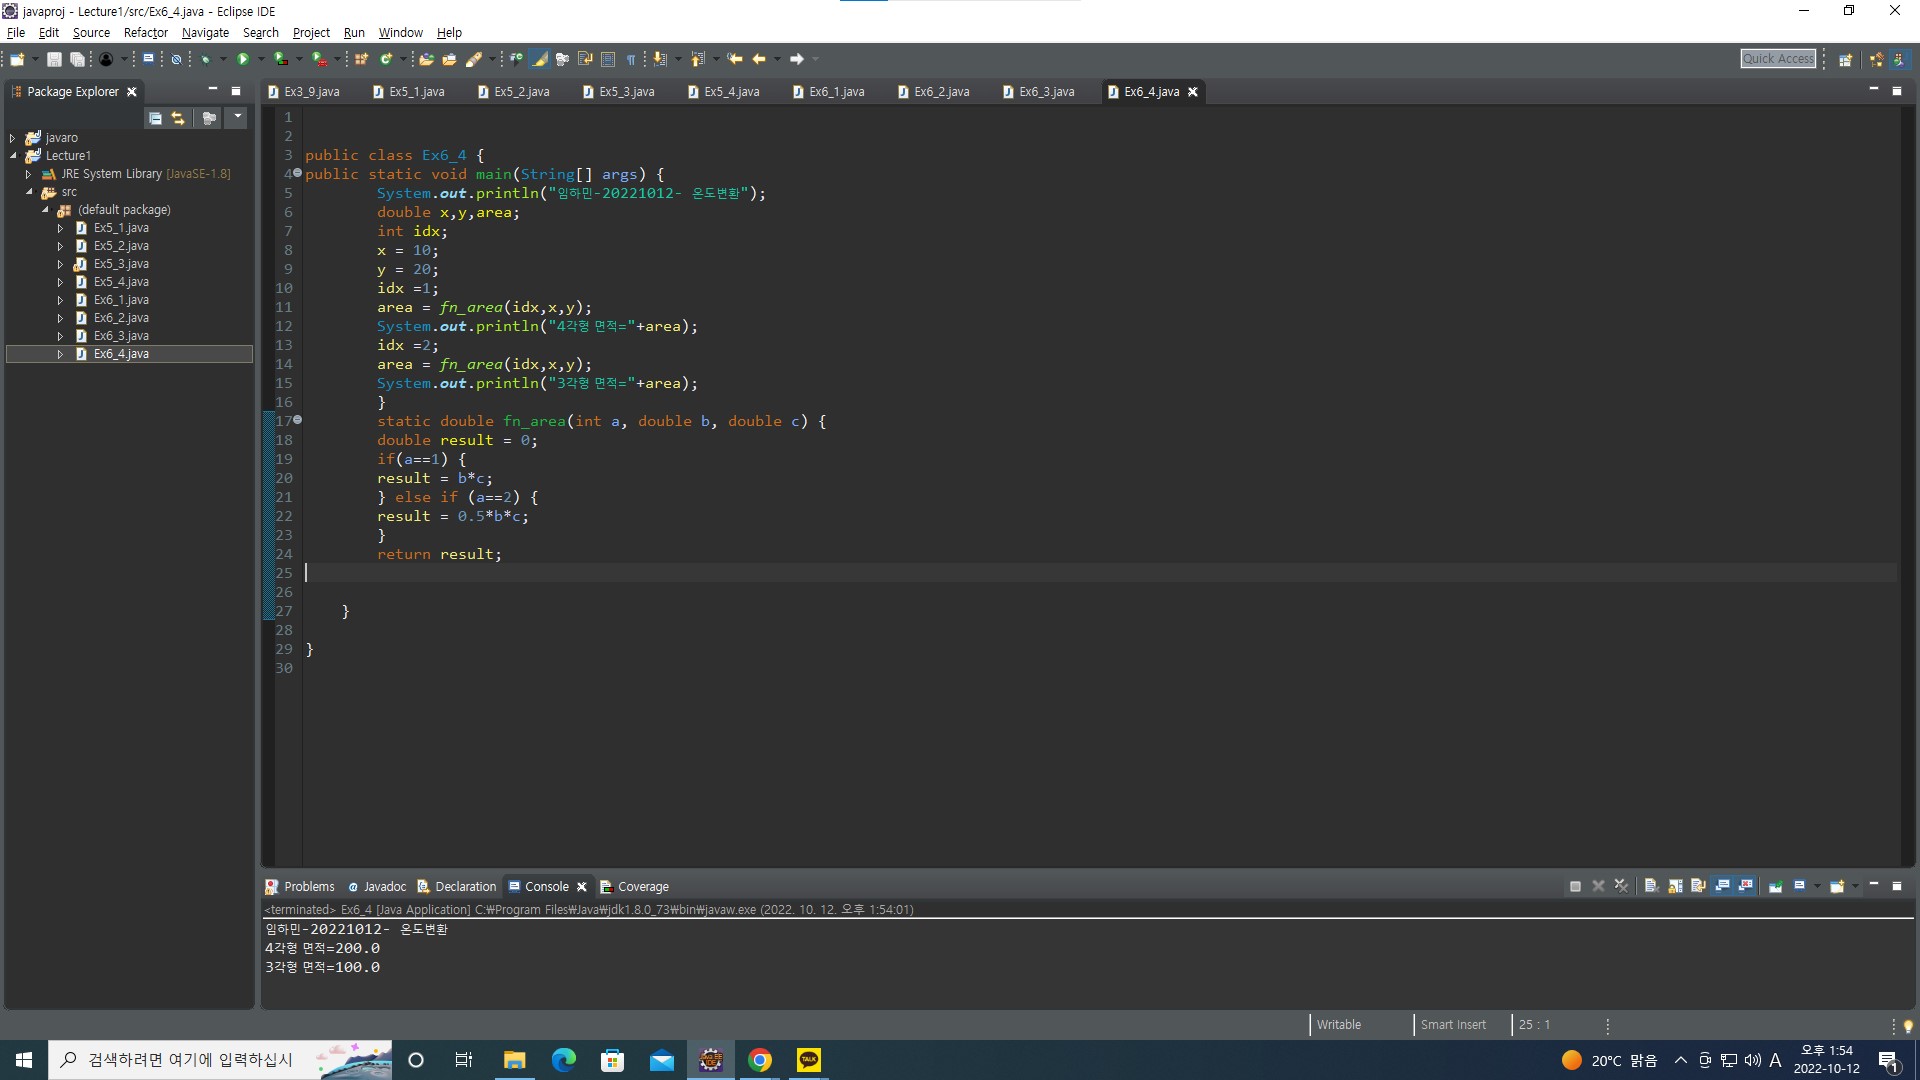 javaproj - Lecture1/src/Ex6_4.java - Eclipse IDE
File Edit Source Refactor Navigate Search Project Run Window Help
Quick Access
Package Explorer
Ex3_9.java Ex5_1.java Ex5_2.java Ex5_3.java Ex5_4.java Ex6_1.java Ex6_2.java Ex6_3.java Ex6_4.java
javaro
Lecture1
JRE System Library [JavaSE-1.8]
src
(default package)
Ex5_1.java
Ex5_2.java
Ex5_3.java
Ex5_4.java
Ex6_1.java
Ex6_2.java
Ex6_3.java
Ex6_4.java
1
2
3 public class Ex6_4 {
4 public static void main(String[] args) {
5 System.out.println("임하민-20221012- 온도변환");
6 double x,y,area;
7 int idx;
8 x = 10;
9 y = 20;
10 idx =1;
11 area = fn_area(idx,x,y);
12 System.out.println("4각형 면적="+area);
13 idx =2;
14 area = fn_area(idx,x,y);
15 System.out.println("3각형 면적="+area);
16 }
17 static double fn_area(int a, double b, double c) {
18 double result = 0;
19 if(a==1) {
20 result = b*c;
21 } else if (a==2) {
22 result = 0.5*b*c;
23 }
24 return result;
25
26
27 }
28
29 }
30
Problems Javadoc Declaration Console Coverage
<terminated> Ex6_4 [Java Application] C:₩Program Files₩Java₩jdk1.8.0_73₩bin₩javaw.exe (2022. 10. 12. 오후 1:54:01)
임하민-20221012- 온도변환
4각형 면적=200.0
3각형 면적=100.0
Writable Smart Insert 25 : 1
검색하려면 여기에 입력하십시
TALK
20°C 맑음
A
오후 1:54
2022-10-12
1